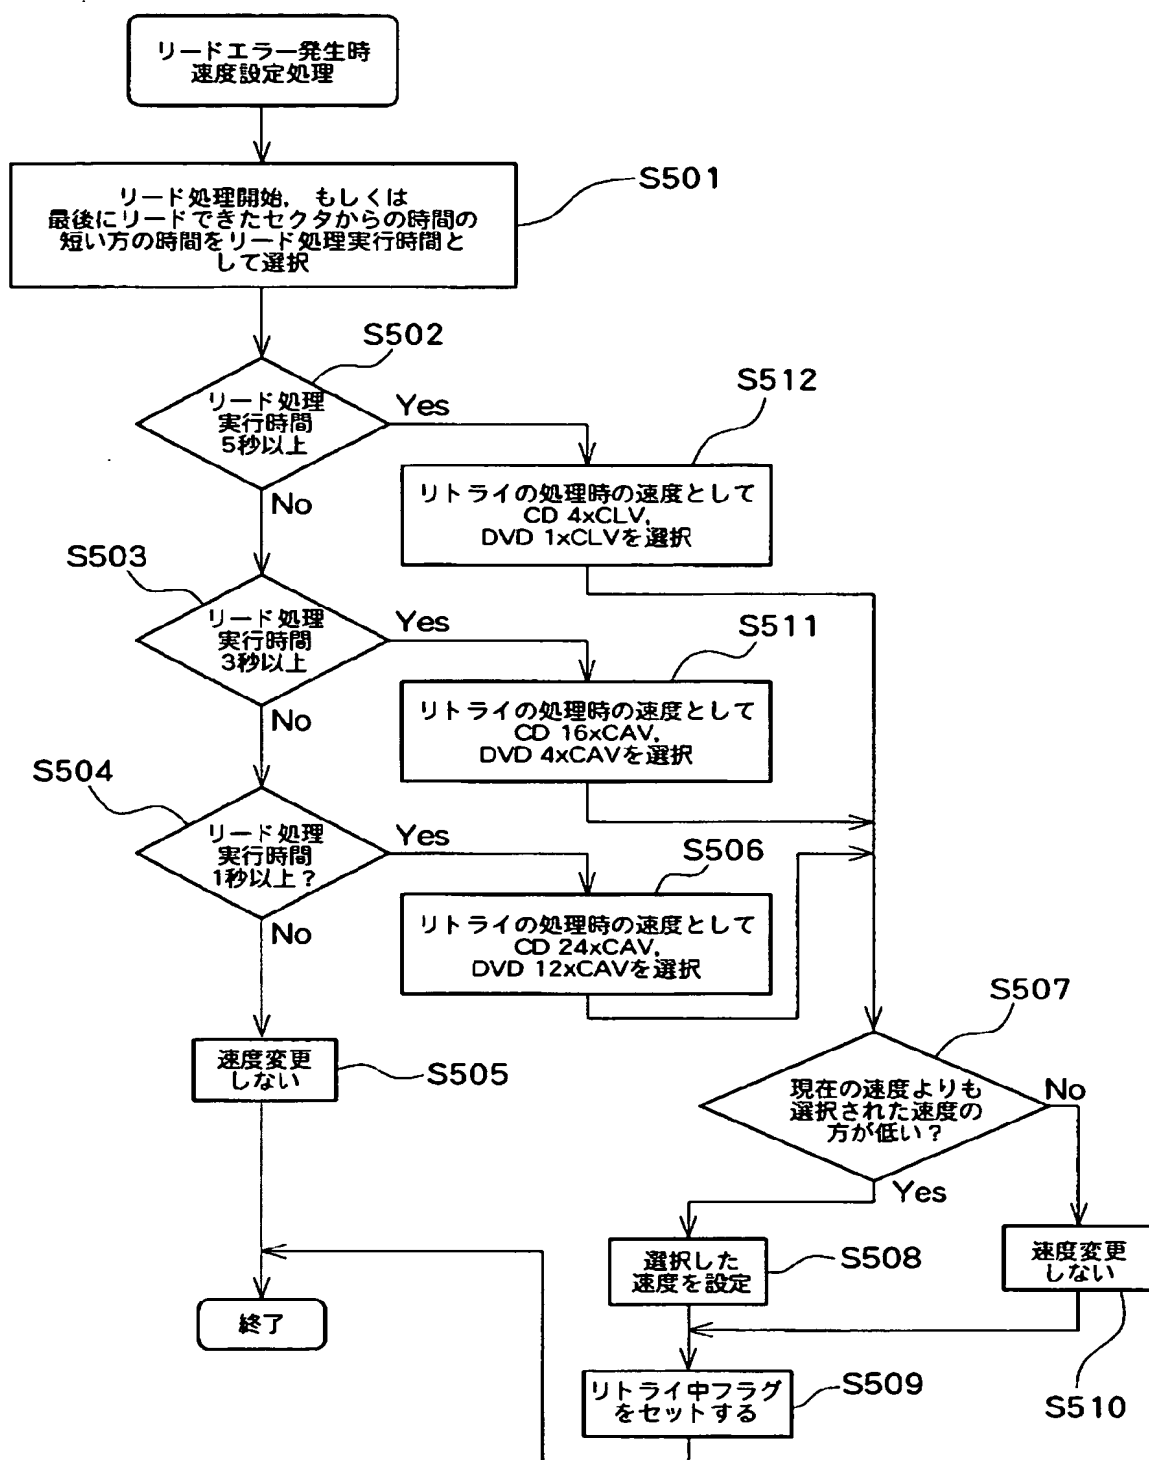 リードエラー発生時
速度設定処理
S501
リード処理開始, もしくは
最後にリードできたセクタからの時間の
短い方の時間をリード処理実行時間と
して選択
S502
リード処理
実行時間
5秒以上
Yes
No
S512
リトライの処理時の速度として
CD 4xCLV,
DVD 1xCLVを選択
S503
リード処理
実行時間
3秒以上
Yes
No
S511
リトライの処理時の速度として
CD 16xCAV,
DVD 4xCAVを選択
S504
リード処理
実行時間
1秒以上?
Yes
No
S506
リトライの処理時の速度として
CD 24xCAV,
DVD 12xCAVを選択
速度変更
しない
S505
S507
現在の速度よりも
選択された速度の
方が低い?
No
Yes
選択した
速度を設定
S508
速度変更
しない
S510
終了
リトライ中フラグ
をセットする
S509